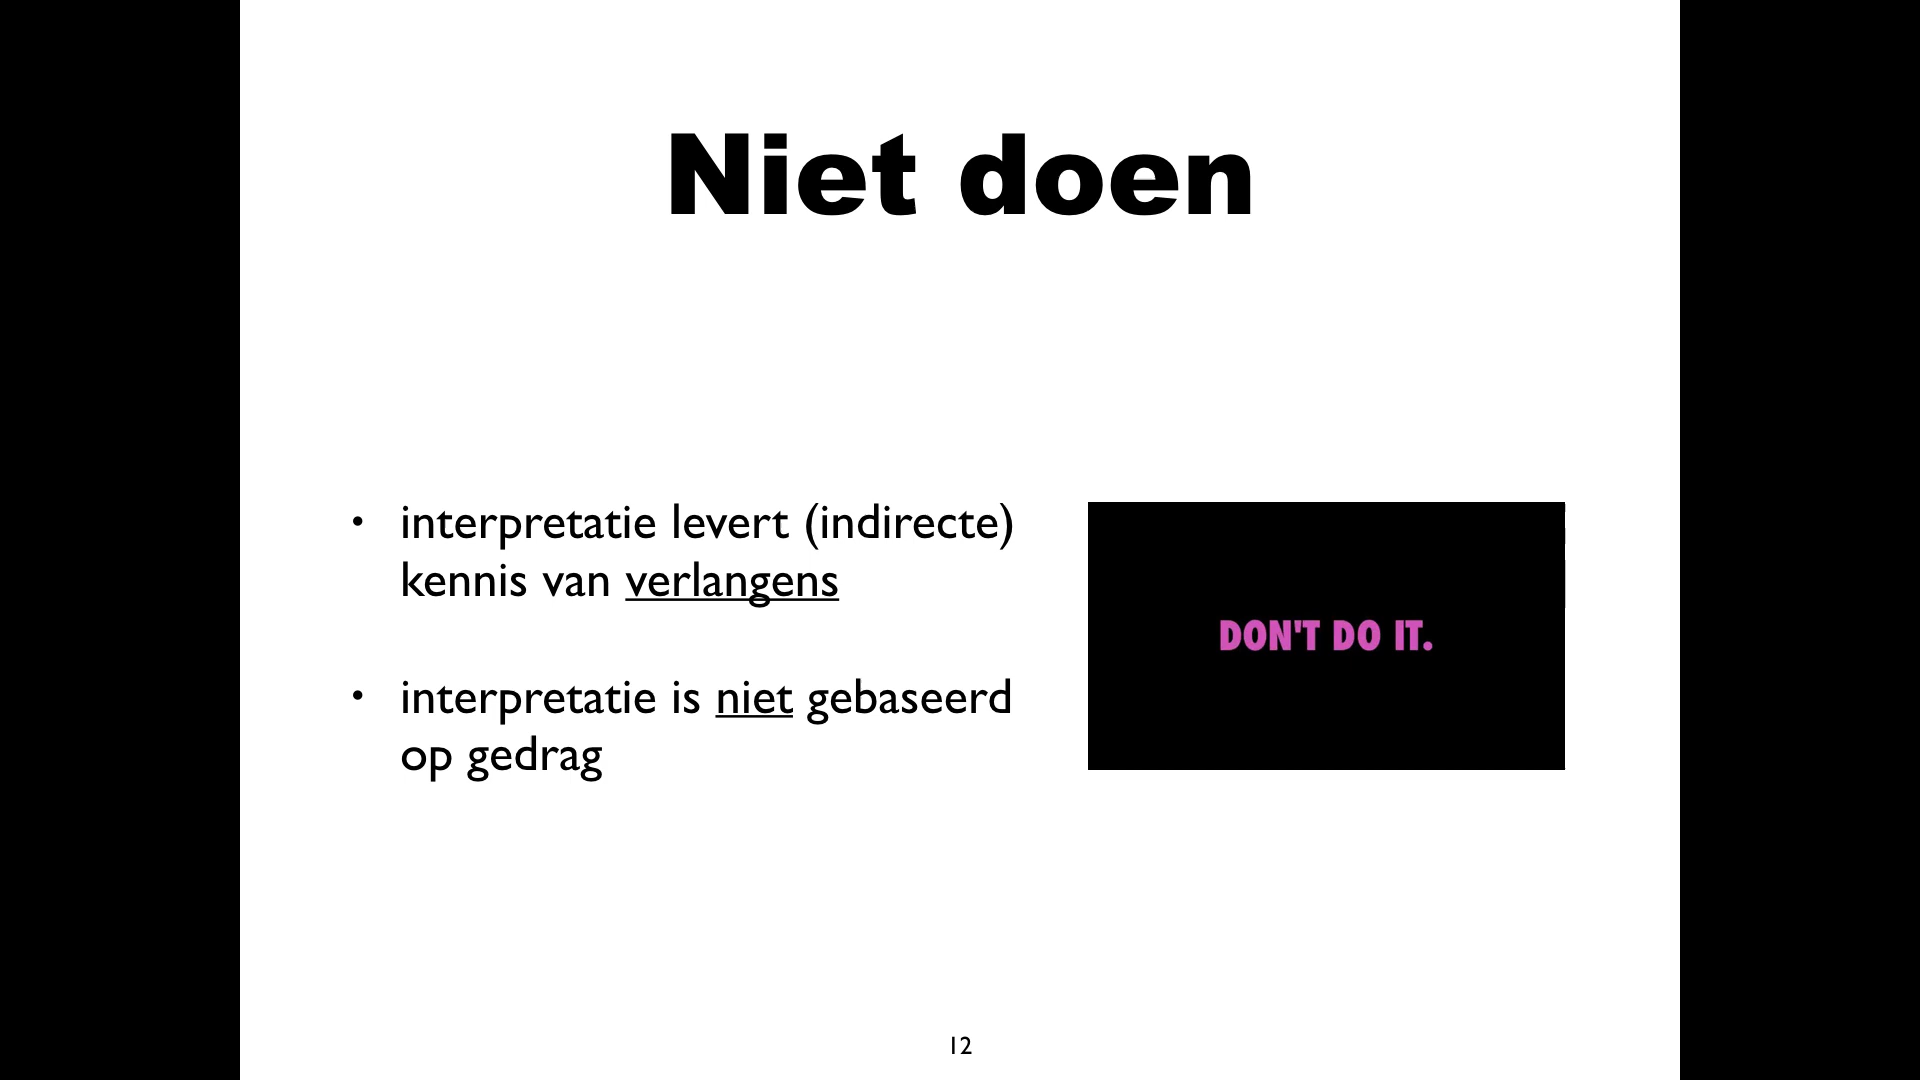 Niet doen
• interpretatie levert (indirecte)
kennis van verlangens
• interpretatie is niet gebaseerd
op gedrag
DON'T DO IT.
12